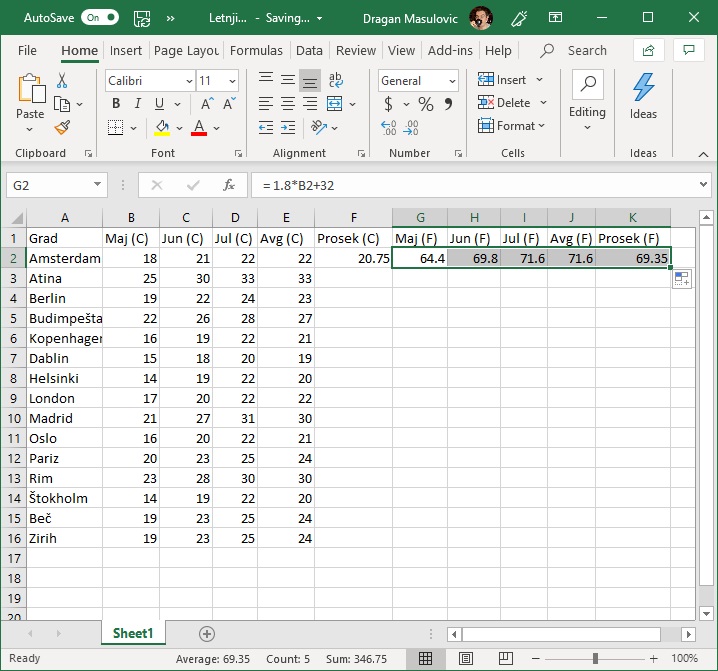 AutoSave On Letnji... - Saving... Dragan Masulovic
File Home Insert Page Layou Formulas Data Review View Add-ins Help Search
Calibri 11 General Insert
Paste B I U $ % Delete Editing Ideas
A Format
Clipboard Font Alignment Number Cells Ideas
G2 fx =1.8*B2+32
A B C D E F G H I J K
1 Grad Maj (C) Jun (C) Jul (C) Avg (C) Prosek (C) Maj (F) Jun (F) Jul (F) Avg (F) Prosek (F)
2 Amsterdam 18 21 22 22 20.75 64.4 69.8 71.6 71.6 69.35
3 Atina 25 30 33 33
4 Berlin 19 22 24 23
5 Budimpešta 22 26 28 27
6 Kopenhagen 16 19 22 21
7 Dablin 15 18 20 19
8 Helsinki 14 19 22 20
9 London 17 20 22 22
10 Madrid 21 27 31 30
11 Oslo 16 20 22 21
12 Pariz 20 23 25 24
13 Rim 23 28 30 30
14 Štokholm 14 19 22 20
15 Beč 19 23 25 24
16 Zirih 19 23 25 24
17
18
19
20
Sheet1
Ready Average: 69.35 Count: 5 Sum: 346.75 100%